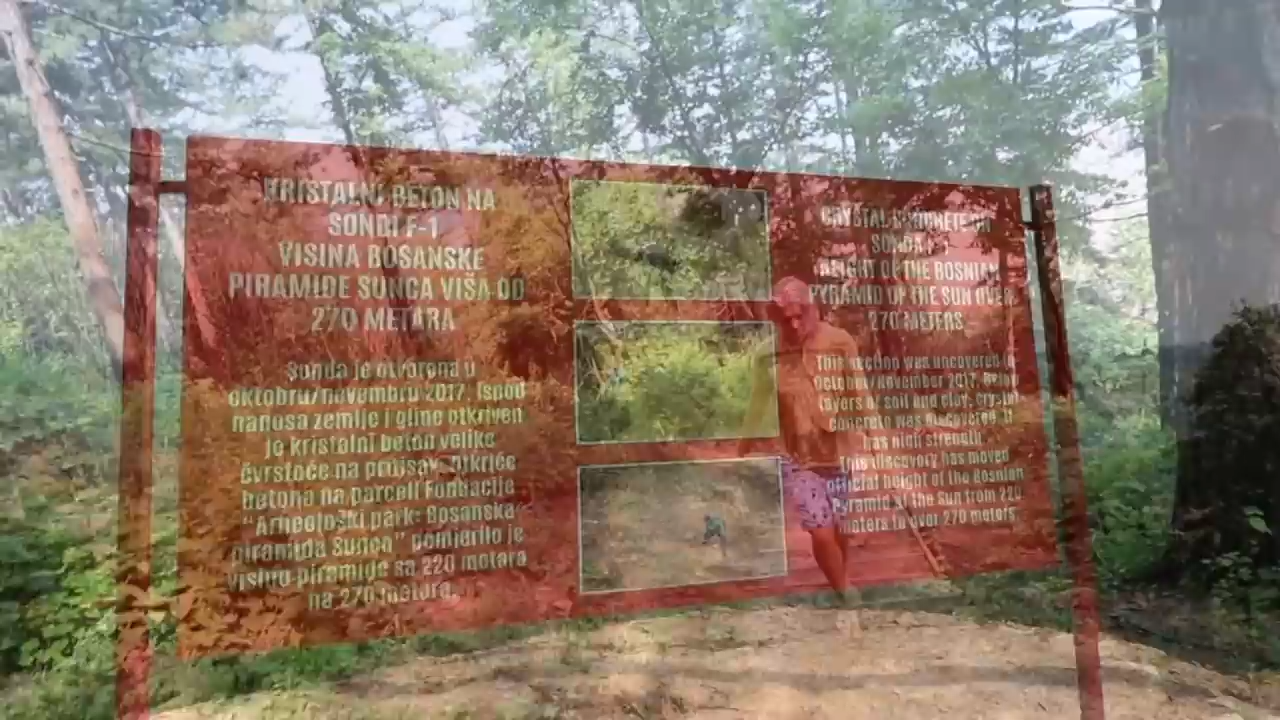 KRISTALNI BETON NA
SONDI F-1
VISINA BOSANSKE
PIRAMIDE SUNCA VIŠA OD
270 METARA
Sonda je otvorena u
oktobru/novembru 2017. Ispod
nanosa zemlje i gline otkriven
je kristalni beton velike
čvrstoće na pritisak. Otkriće
betona na parceli Fondacije
"Arheološki park: Bosanska
piramida Sunca" pomjerilo je
visinu piramide sa 220 metara
na 270 metara.
CRYSTAL CONCRETE ON
SONDA
HEIGHT OF THE BOSNIAN
PYRAMID OF THE SUN OVER
270 METERS
This section was uncovered in
October/November 2017. Below
layers of soil and clay, crystal
concrete was discovered. It
has high strength
This discovery has moved
official height of the Bosnian
Pyramid of the Sun from 220
meters to over 270 meters